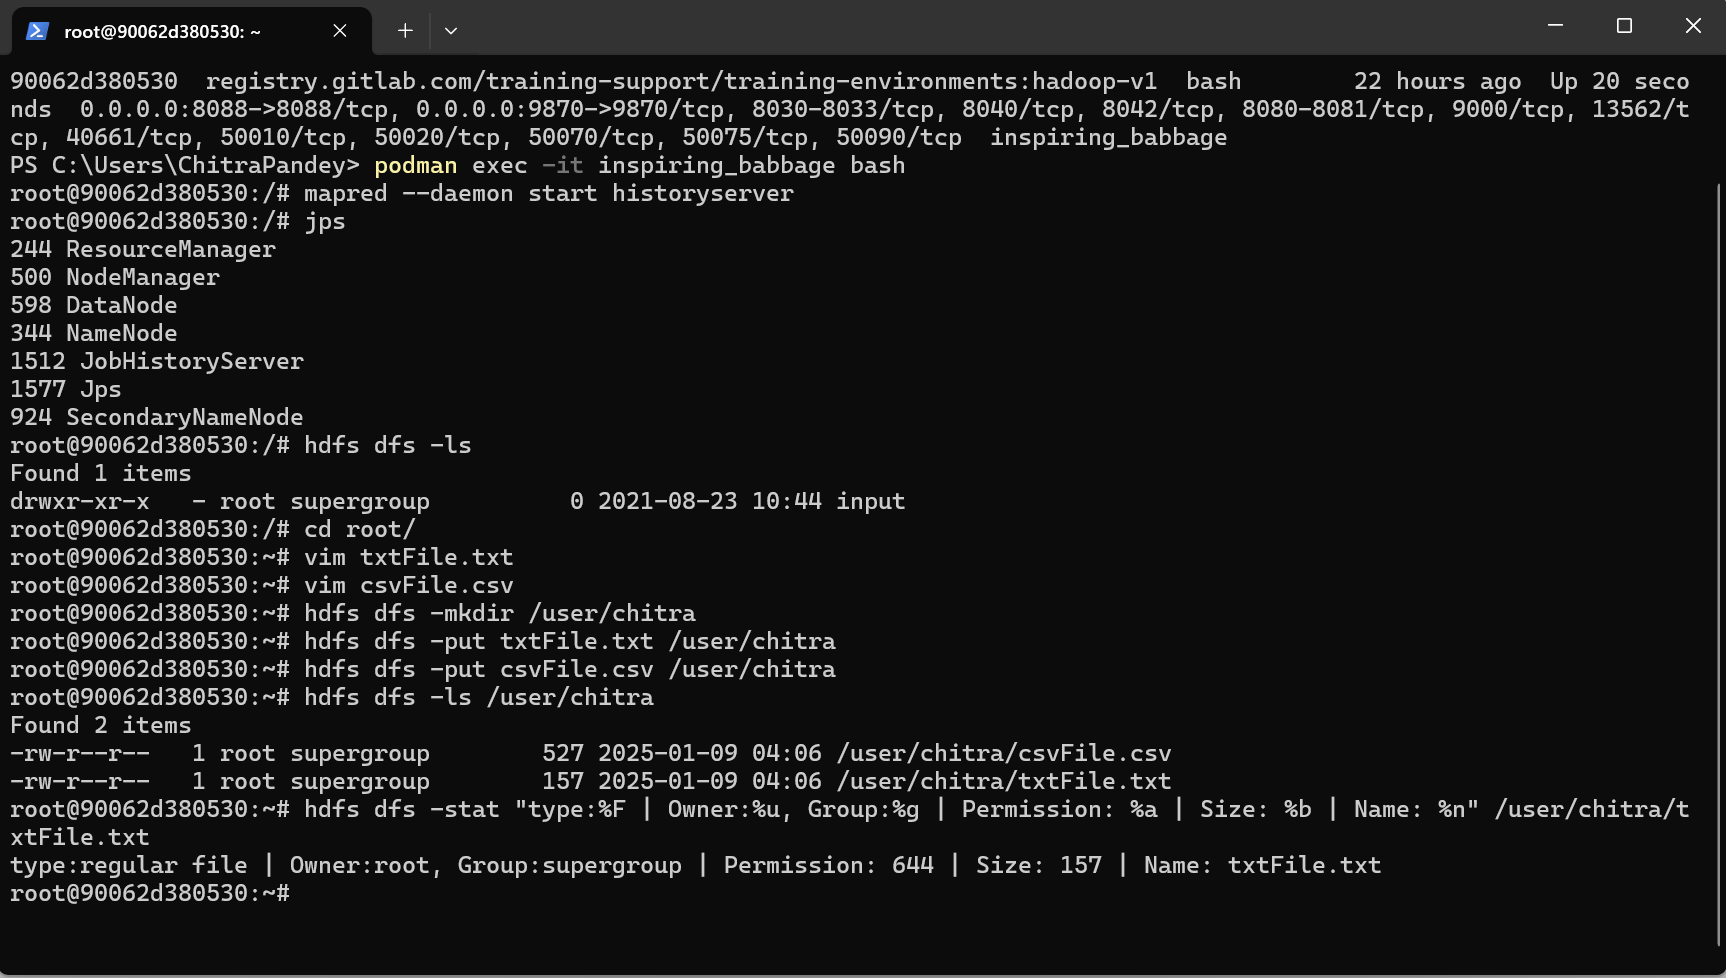 root@90062d380530: ~
90062d380530  registry.gitlab.com/training-support/training-environments:hadoop-v1  bash        22 hours ago  Up 20 seco
nds  0.0.0.0:8088->8088/tcp, 0.0.0.0:9870->9870/tcp, 8030-8033/tcp, 8040/tcp, 8042/tcp, 8080-8081/tcp, 9000/tcp, 13562/t
cp, 40661/tcp, 50010/tcp, 50020/tcp, 50070/tcp, 50075/tcp, 50090/tcp  inspiring_babbage
PS C:\Users\ChitraPandey> podman exec -it inspiring_babbage bash
root@90062d380530:/# mapred --daemon start historyserver
root@90062d380530:/# jps
244 ResourceManager
500 NodeManager
598 DataNode
344 NameNode
1512 JobHistoryServer
1577 Jps
924 SecondaryNameNode
root@90062d380530:/# hdfs dfs -ls
Found 1 items
drwxr-xr-x   - root supergroup          0 2021-08-23 10:44 input
root@90062d380530:/# cd root/
root@90062d380530:~# vim txtFile.txt
root@90062d380530:~# vim csvFile.csv
root@90062d380530:~# hdfs dfs -mkdir /user/chitra
root@90062d380530:~# hdfs dfs -put txtFile.txt /user/chitra
root@90062d380530:~# hdfs dfs -put csvFile.csv /user/chitra
root@90062d380530:~# hdfs dfs -ls /user/chitra
Found 2 items
-rw-r--r--   1 root supergroup        527 2025-01-09 04:06 /user/chitra/csvFile.csv
-rw-r--r--   1 root supergroup        157 2025-01-09 04:06 /user/chitra/txtFile.txt
root@90062d380530:~# hdfs dfs -stat "type:%F | Owner:%u, Group:%g | Permission: %a | Size: %b | Name: %n" /user/chitra/t
xtFile.txt
type:regular file | Owner:root, Group:supergroup | Permission: 644 | Size: 157 | Name: txtFile.txt
root@90062d380530:~#